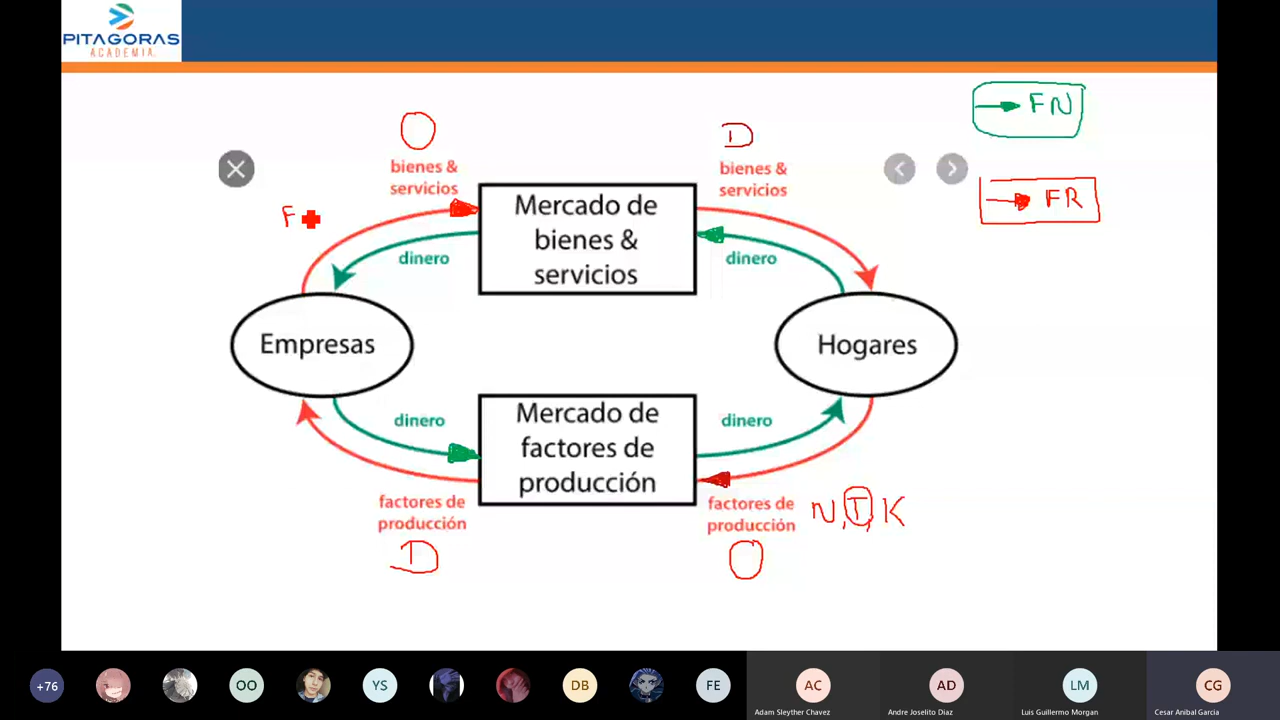 PITAGORAS
ACADEMIA
FN
FR
O
D
bienes &
servicios
bienes &
servicios
F
Mercado de
bienes &
servicios
dinero
dinero
Empresas
Hogares
dinero
Mercado de
factores de
producción
dinero
factores de
producción
factores de
producción
N, T, K
D
O
+76
OO
YS
DB
FE
AC
AD
LM
CG
Adam Sleyther Chavez
Andre Joselito Diaz
Luis Guillermo Morgan
Cesar Anibal Garcia